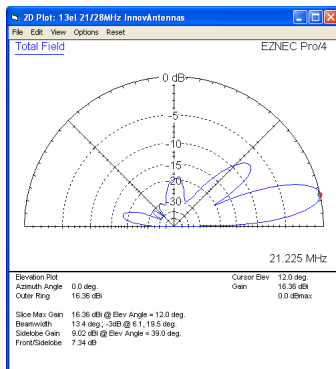 2D Plot: 13el 21/28MHz InnovAntennas
File Edit View Options Reset
Total Field
EZNEC Pro/4
0 dB
-5
-10
-15
-20
-30
21.225 MHz
Elevation Plot
Azimuth Angle 0.0 deg.
Outer Ring 16.36 dBi
Cursor Elev 12.0 deg.
Gain 16.36 dBi
0.0 dBmax
Slice Max Gain 16.36 dBi @ Elev Angle = 12.0 deg.
Beamwidth 13.4 deg.; -3dB @ 6.1, 19.5 deg.
Sidelobe Gain 9.02 dBi @ Elev Angle = 39.0 deg.
Front/Sidelobe 7.34 dB